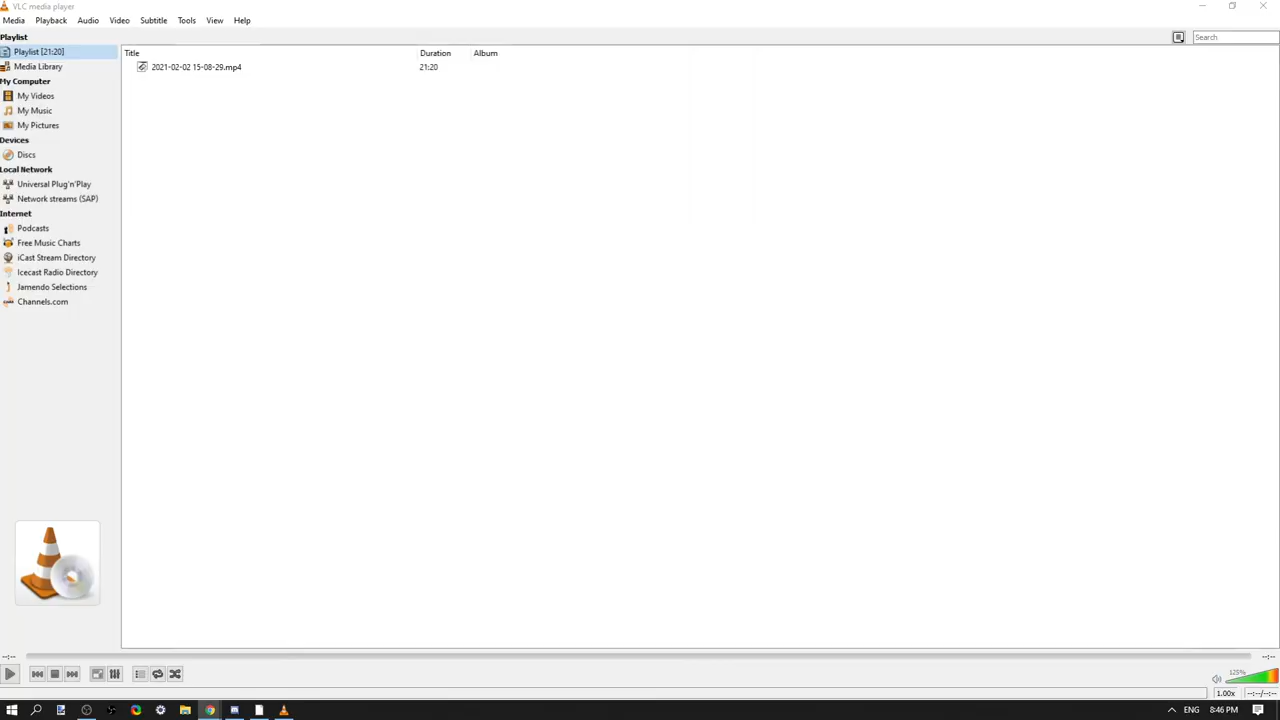 VLC media player
Media Playback Audio Video Subtitle Tools View Help
Playlist
Search
Playlist [21:20]
Title Duration Album
2021-02-02 15-08-29.mp4 21:20
Media Library
My Computer
My Videos
My Music
My Pictures
Devices
Discs
Local Network
Universal Plug'n'Play
Network streams (SAP)
Internet
Podcasts
Free Music Charts
iCast Stream Directory
Icecast Radio Directory
Jamendo Selections
Channels.com
--:-- --:--
125%
1.00x --:--/--:--
ENG 8:46 PM